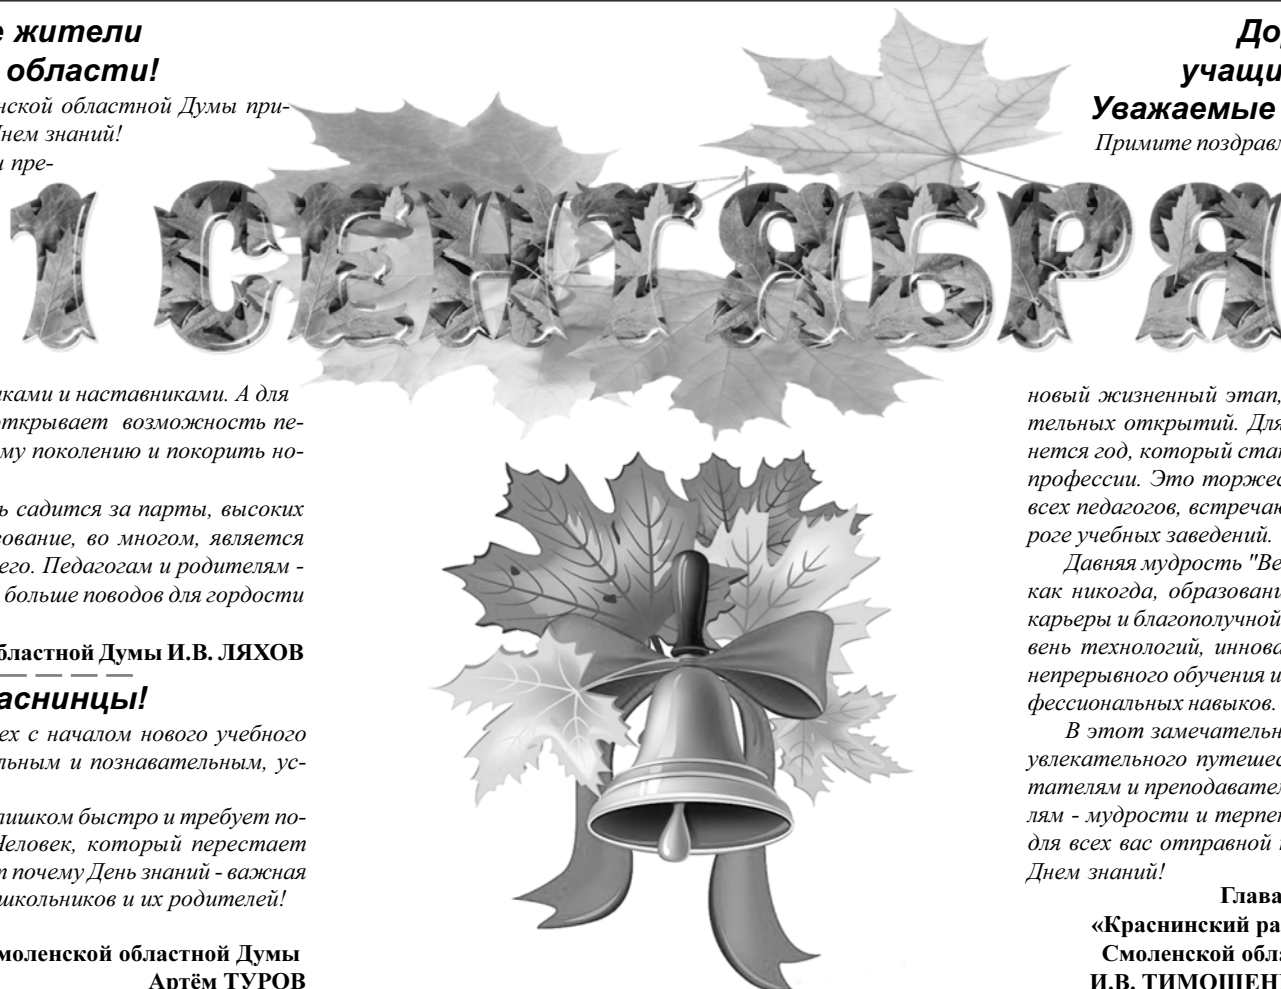 е жители
области!
нской областной Думы при-
Днем знаний!
и пре-
1 СЕНТЯБРЯ
иками и наставниками. А для
открывает возможность пе-
му поколению и покорить но-
ь садится за парты, высоких
зование, во многом, является
его. Педагогам и родителям -
больше поводов для гордости
бластной Думы И.В. ЛЯХОВ
аснинцы!
ех с началом нового учебного
льным и познавательным, ус-
лишком быстро и требует по-
Человек, который перестает
т почему День знаний - важная
школьников и их родителей!
моленской областной Думы
Артём ТУРОВ
До
учащи
Уважаемые
Примите поздравл
новый жизненный этап,
тельных открытий. Для
нется год, который ста
профессии. Это торжес
всех педагогов, встречаю
роге учебных заведений.
Давняя мудрость "Ве
как никогда, образовани
карьеры и благополучной
вень технологий, иннова
непрерывного обучения и
фессиональных навыков.
В этот замечательн
увлекательного путешес
тателям и преподавател
лям - мудрости и терпен
для всех вас отправной
Днем знаний!
Глава
«Краснинский ра
Смоленской обла
И.В. ТИМОШЕН